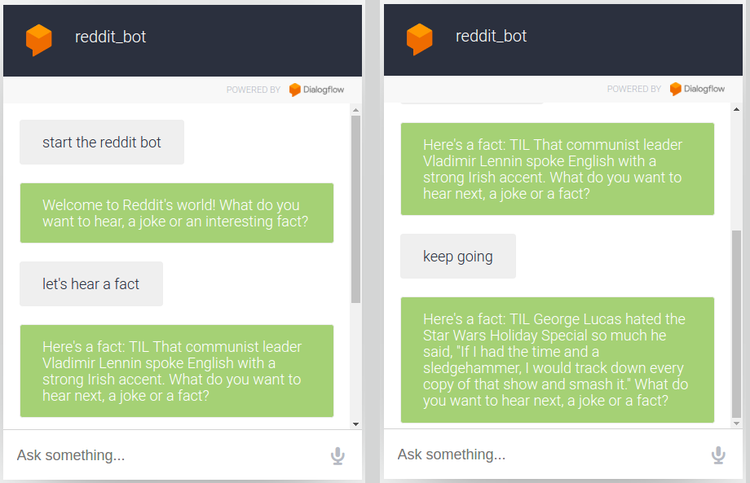 reddit_bot
POWERED BY Dialogflow
start the reddit bot
Welcome to Reddit's world! What do you
want to hear, a joke or an interesting fact?
let's hear a fact
Here's a fact: TIL That communist leader
Vladimir Lennin spoke English with a
strong Irish accent. What do you want to
hear next, a joke or a fact?
Ask something...
reddit_bot
POWERED BY Dialogflow
Here's a fact: TIL That communist leader
Vladimir Lennin spoke English with a
strong Irish accent. What do you want to
hear next, a joke or a fact?
keep going
Here's a fact: TIL George Lucas hated the
Star Wars Holiday Special so much he
said, "If I had the time and a
sledgehammer, I would track down every
copy of that show and smash it." What do
you want to hear next, a joke or a fact?
Ask something...